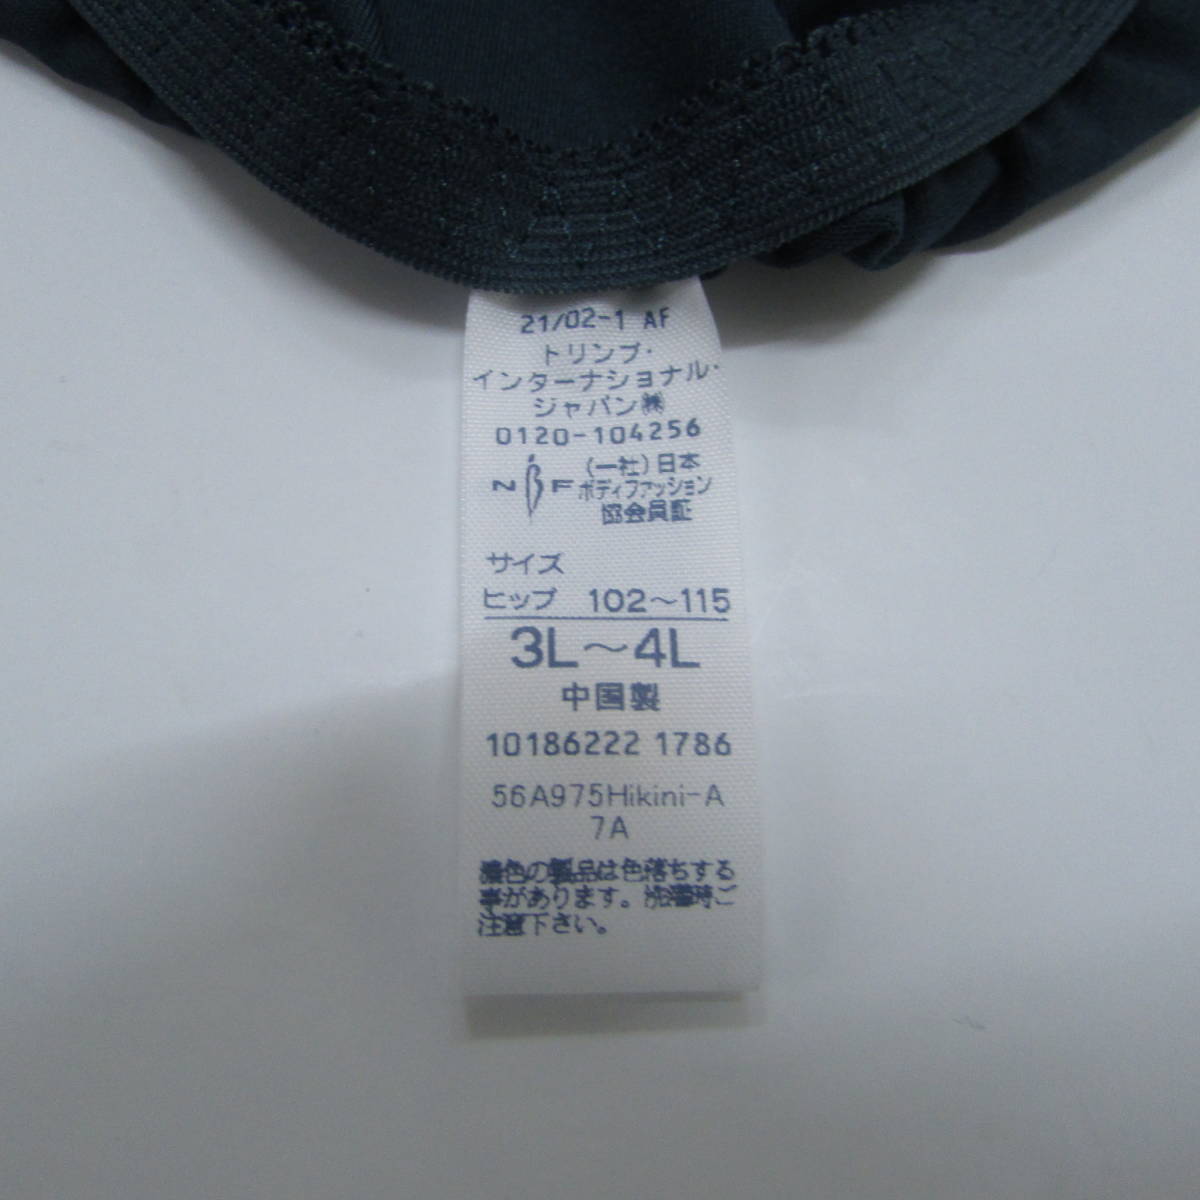 21/02-1 AF
トリンプ・
インターナショナル・
ジャパン㈱
0120-104256
NBF (一社)日本
ボディファッション
協会員証
サイズ
ヒップ 102～115
3L～4L
中国製
10186222 1786
56A975Hikini-A
7A
濃色の製品は色落ちする
事があります。洗濯時ご
注意下さい。